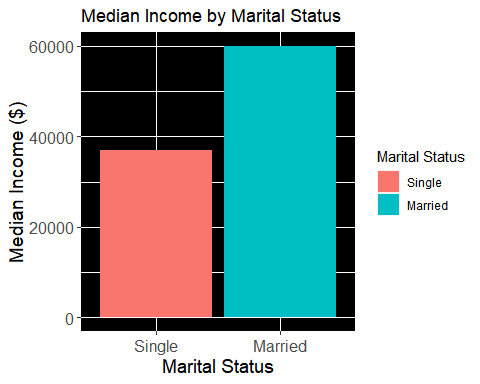 Median Income by Marital Status
Median Income ($)
60000
40000
20000
0
Single
Married
Marital Status
Marital Status
Single
Married